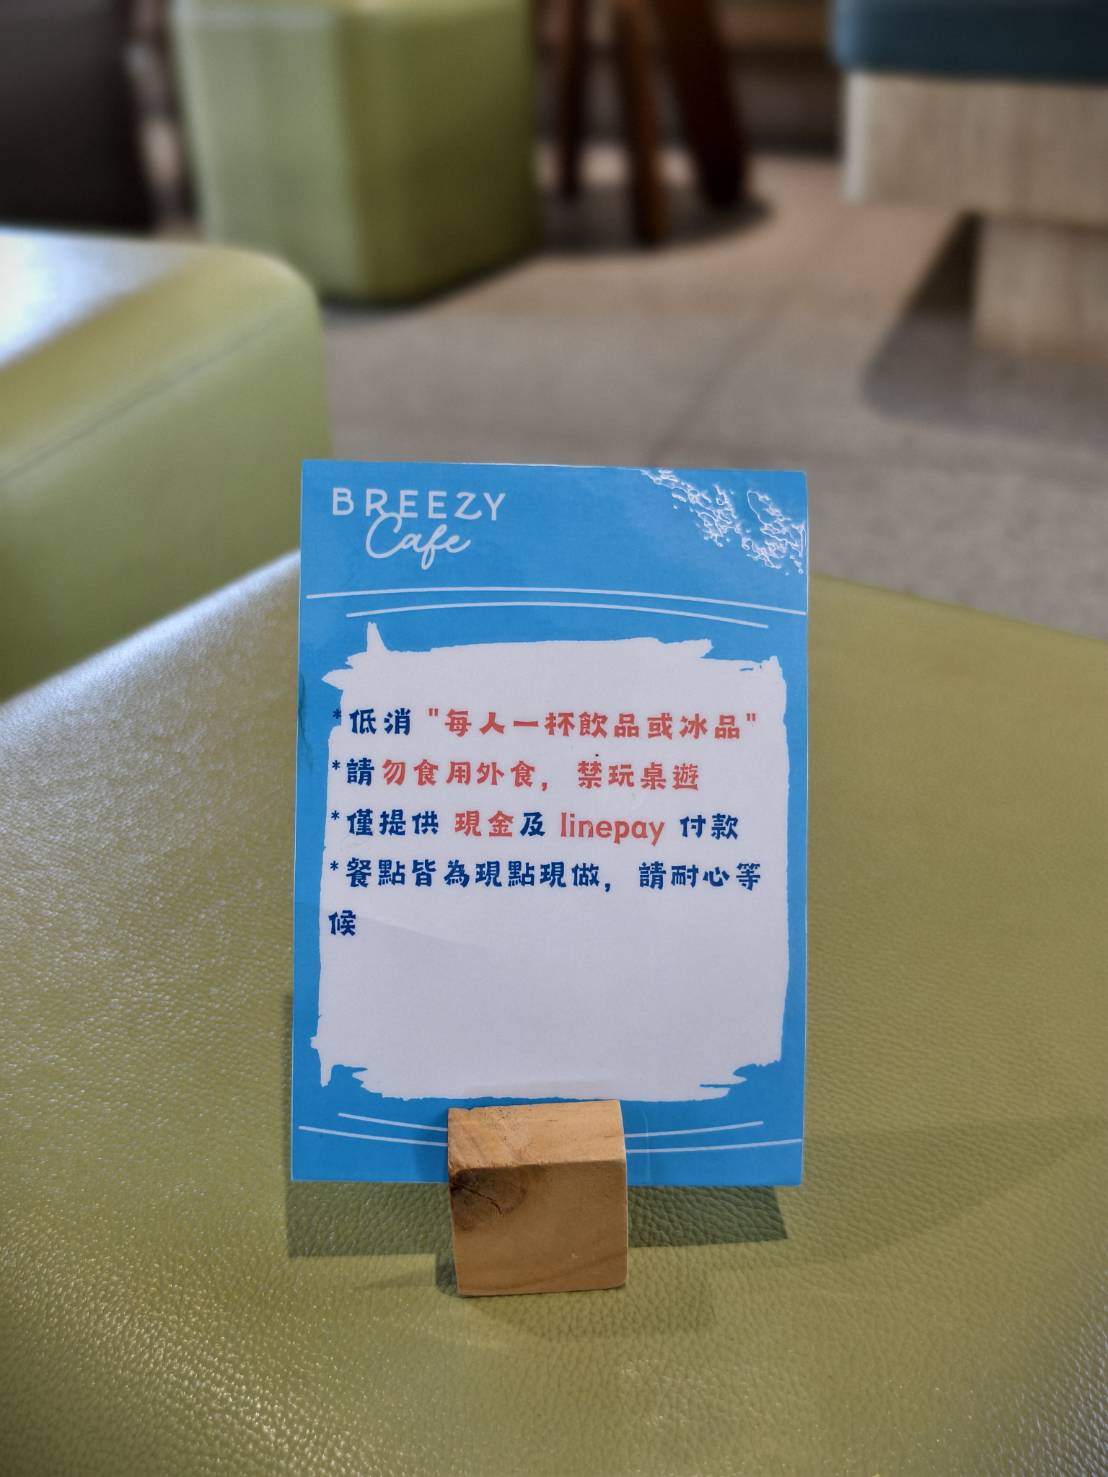 BREEZY
Cafe
*低消 "每人一杯飲品或冰品"
*請勿食用外食，禁玩桌遊
*僅提供 現金及 linepay 付款
*餐點皆為現點現做，請耐心等
候